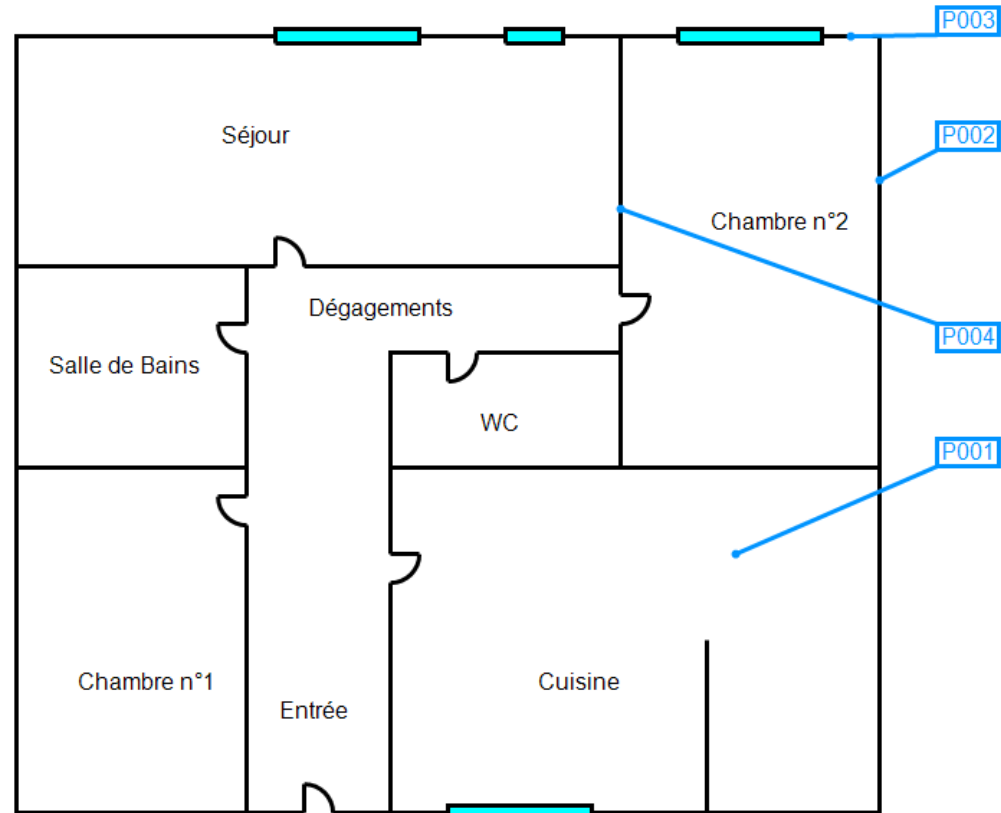 P003
Séjour
P002
Chambre n°2
Dégagements
P004
Salle de Bains
WC
P001
Chambre n°1
Cuisine
Entrée